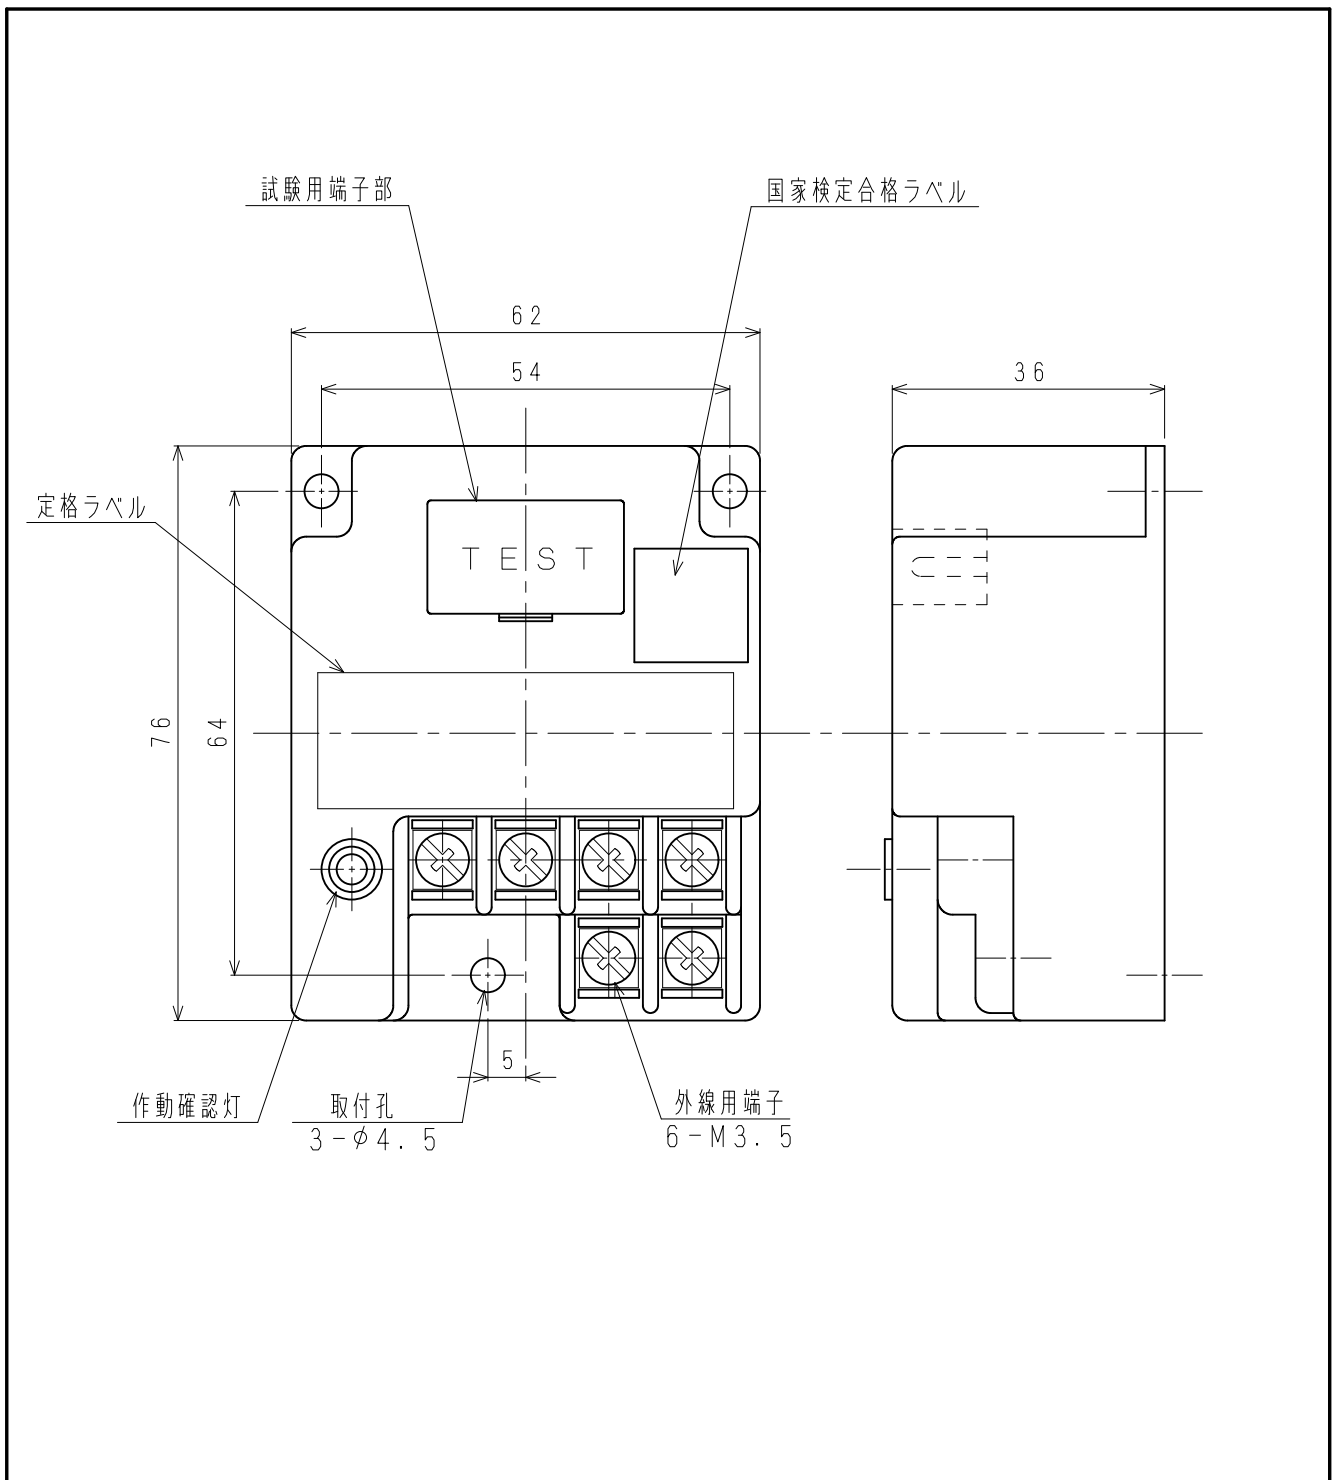 試験用端子部
国家検定合格ラベル
62
54
36
定格ラベル
TEST
76
64
5
作動確認灯
取付孔
3-φ4.5
外線用端子
6-M3.5